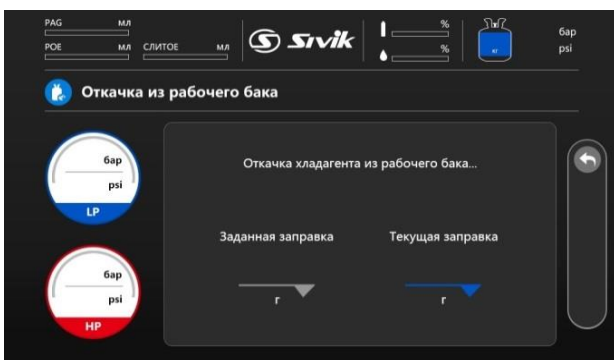 PAG мл
POE мл СЛИТОЕ мл
Sivik
%
%
кг
бар
psi
Откачка из рабочего бака
бар
psi
LP
Откачка хладагента из рабочего бака...
Заданная заправка Текущая заправка
г г
бар
psi
HP